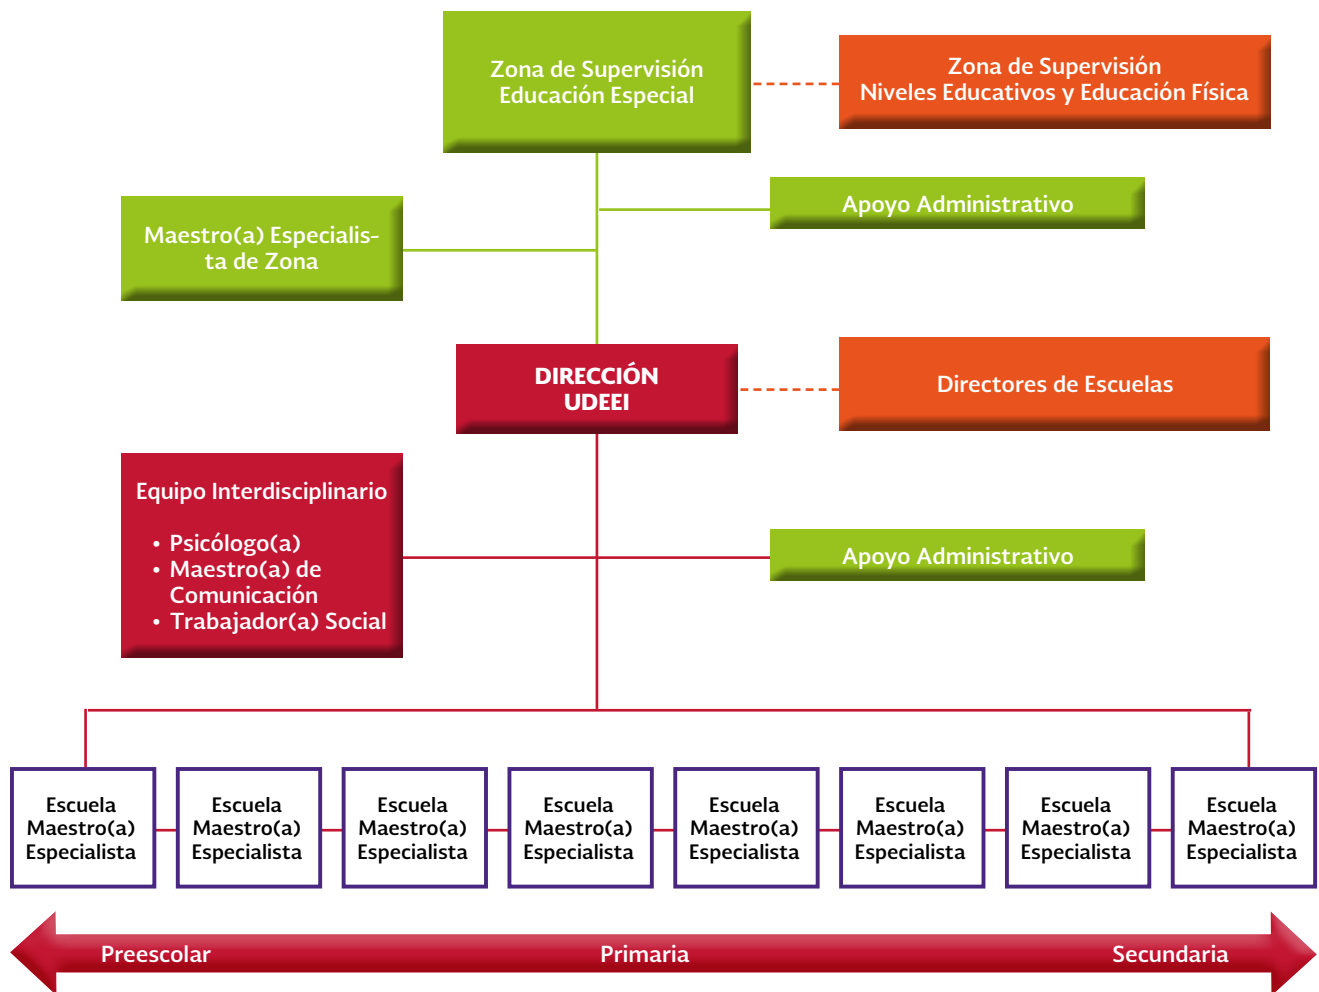 Zona de Supervisión
Educación Especial
Zona de Supervisión
Niveles Educativos y Educación Física
Apoyo Administrativo
Maestro(a) Especialis-
ta de Zona
DIRECCIÓN
UDEEI
Directores de Escuelas
Equipo Interdisciplinario
• Psicólogo(a)
• Maestro(a) de
Comunicación
• Trabajador(a) Social
Apoyo Administrativo
Escuela
Maestro(a)
Especialista
Escuela
Maestro(a)
Especialista
Escuela
Maestro(a)
Especialista
Escuela
Maestro(a)
Especialista
Escuela
Maestro(a)
Especialista
Escuela
Maestro(a)
Especialista
Escuela
Maestro(a)
Especialista
Escuela
Maestro(a)
Especialista
Preescolar
Primaria
Secundaria